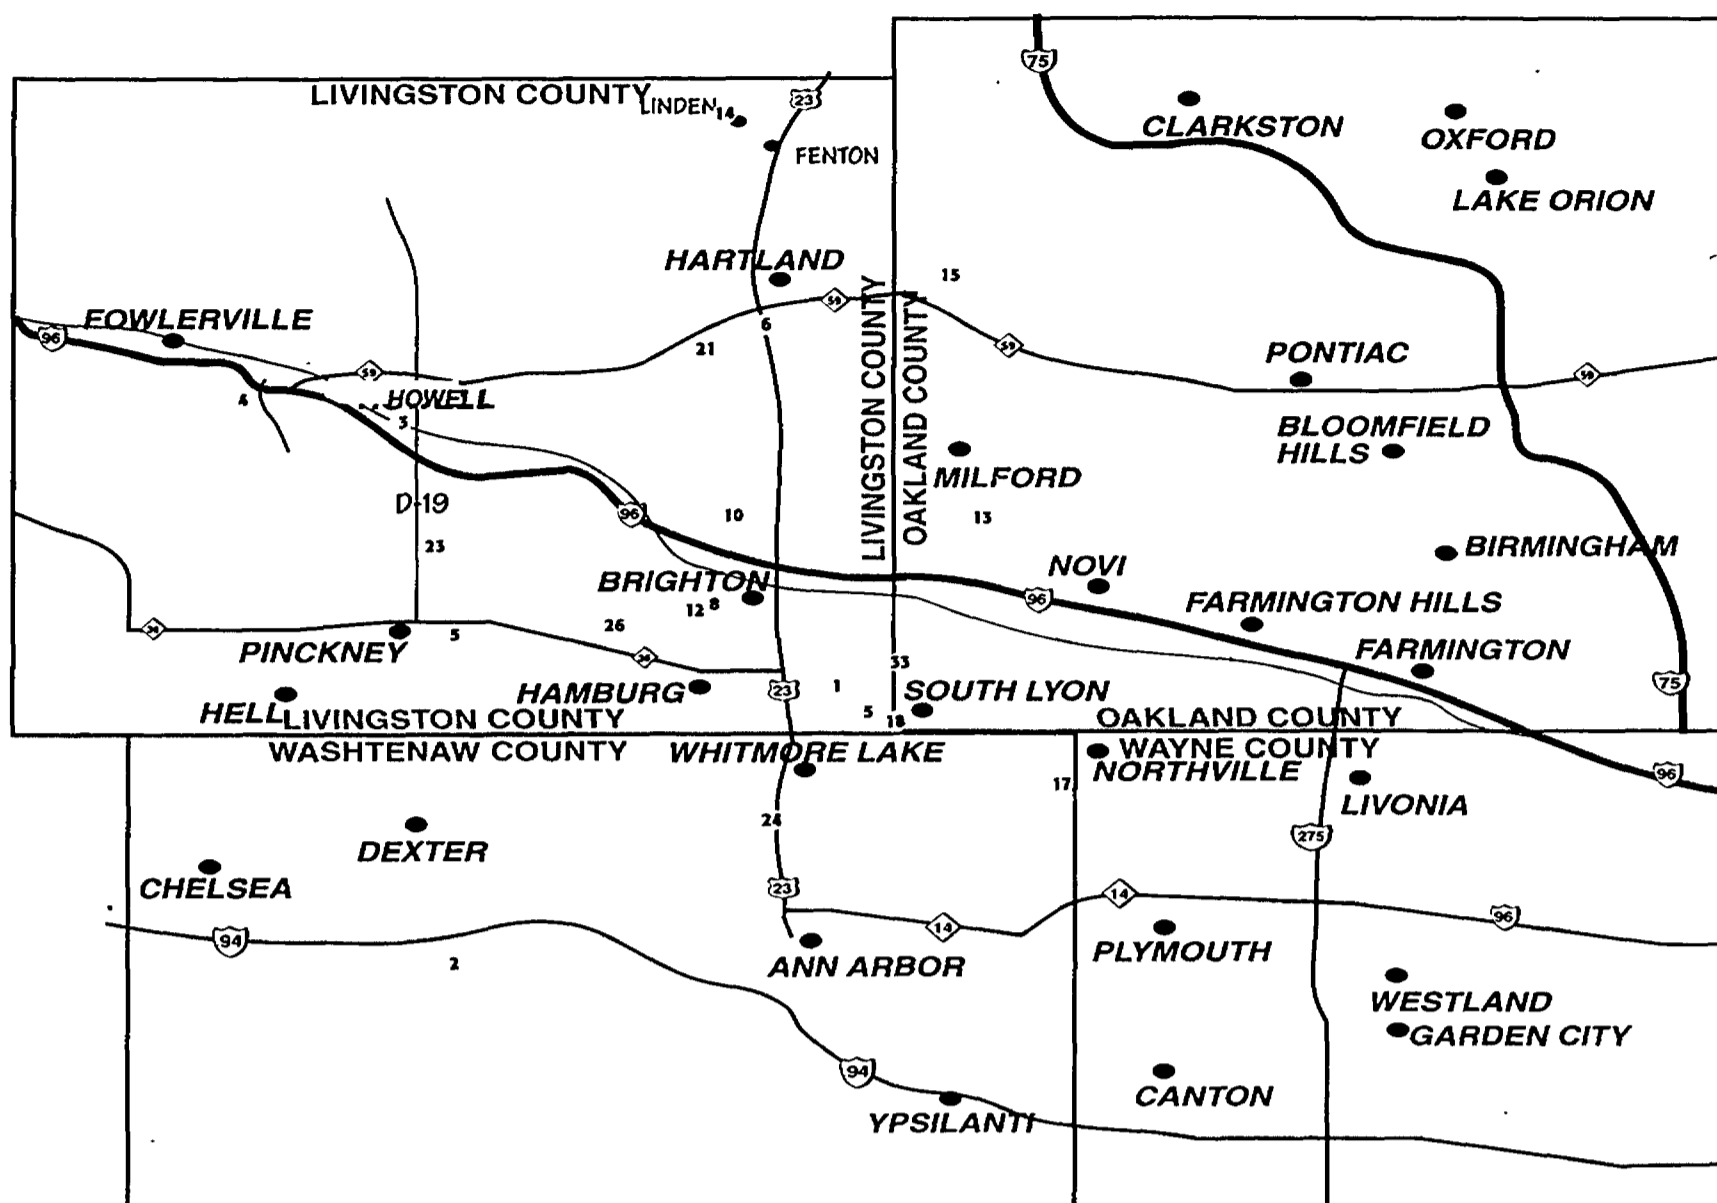 75
LIVINGSTON COUNTY
LINDEN
14
23
CLARKSTON
OXFORD
FENTON
LAKE ORION
HARTLAND
15
59
LIVINGSTON COUNTY
OAKLAND COUNTY
FOWLERVILLE
96
6
21
59
PONTIAC
59
59
HOWELL
4
3
BLOOMFIELD
HILLS
MILFORD
D-19
96
10
13
23
BIRMINGHAM
NOVI
BRIGHTON
12
8
96
FARMINGTON HILLS
26
36
5
PINCKNEY
36
33
FARMINGTON
HAMBURG
23
1
SOUTH LYON
75
HELL
LIVINGSTON COUNTY
5
18
OAKLAND COUNTY
WASHTENAW COUNTY
WHITMORE LAKE
WAYNE COUNTY
NORTHVILLE
17
96
LIVONIA
24
275
DEXTER
CHELSEA
23
14
96
14
94
PLYMOUTH
2
ANN ARBOR
WESTLAND
GARDEN CITY
94
CANTON
YPSILANTI